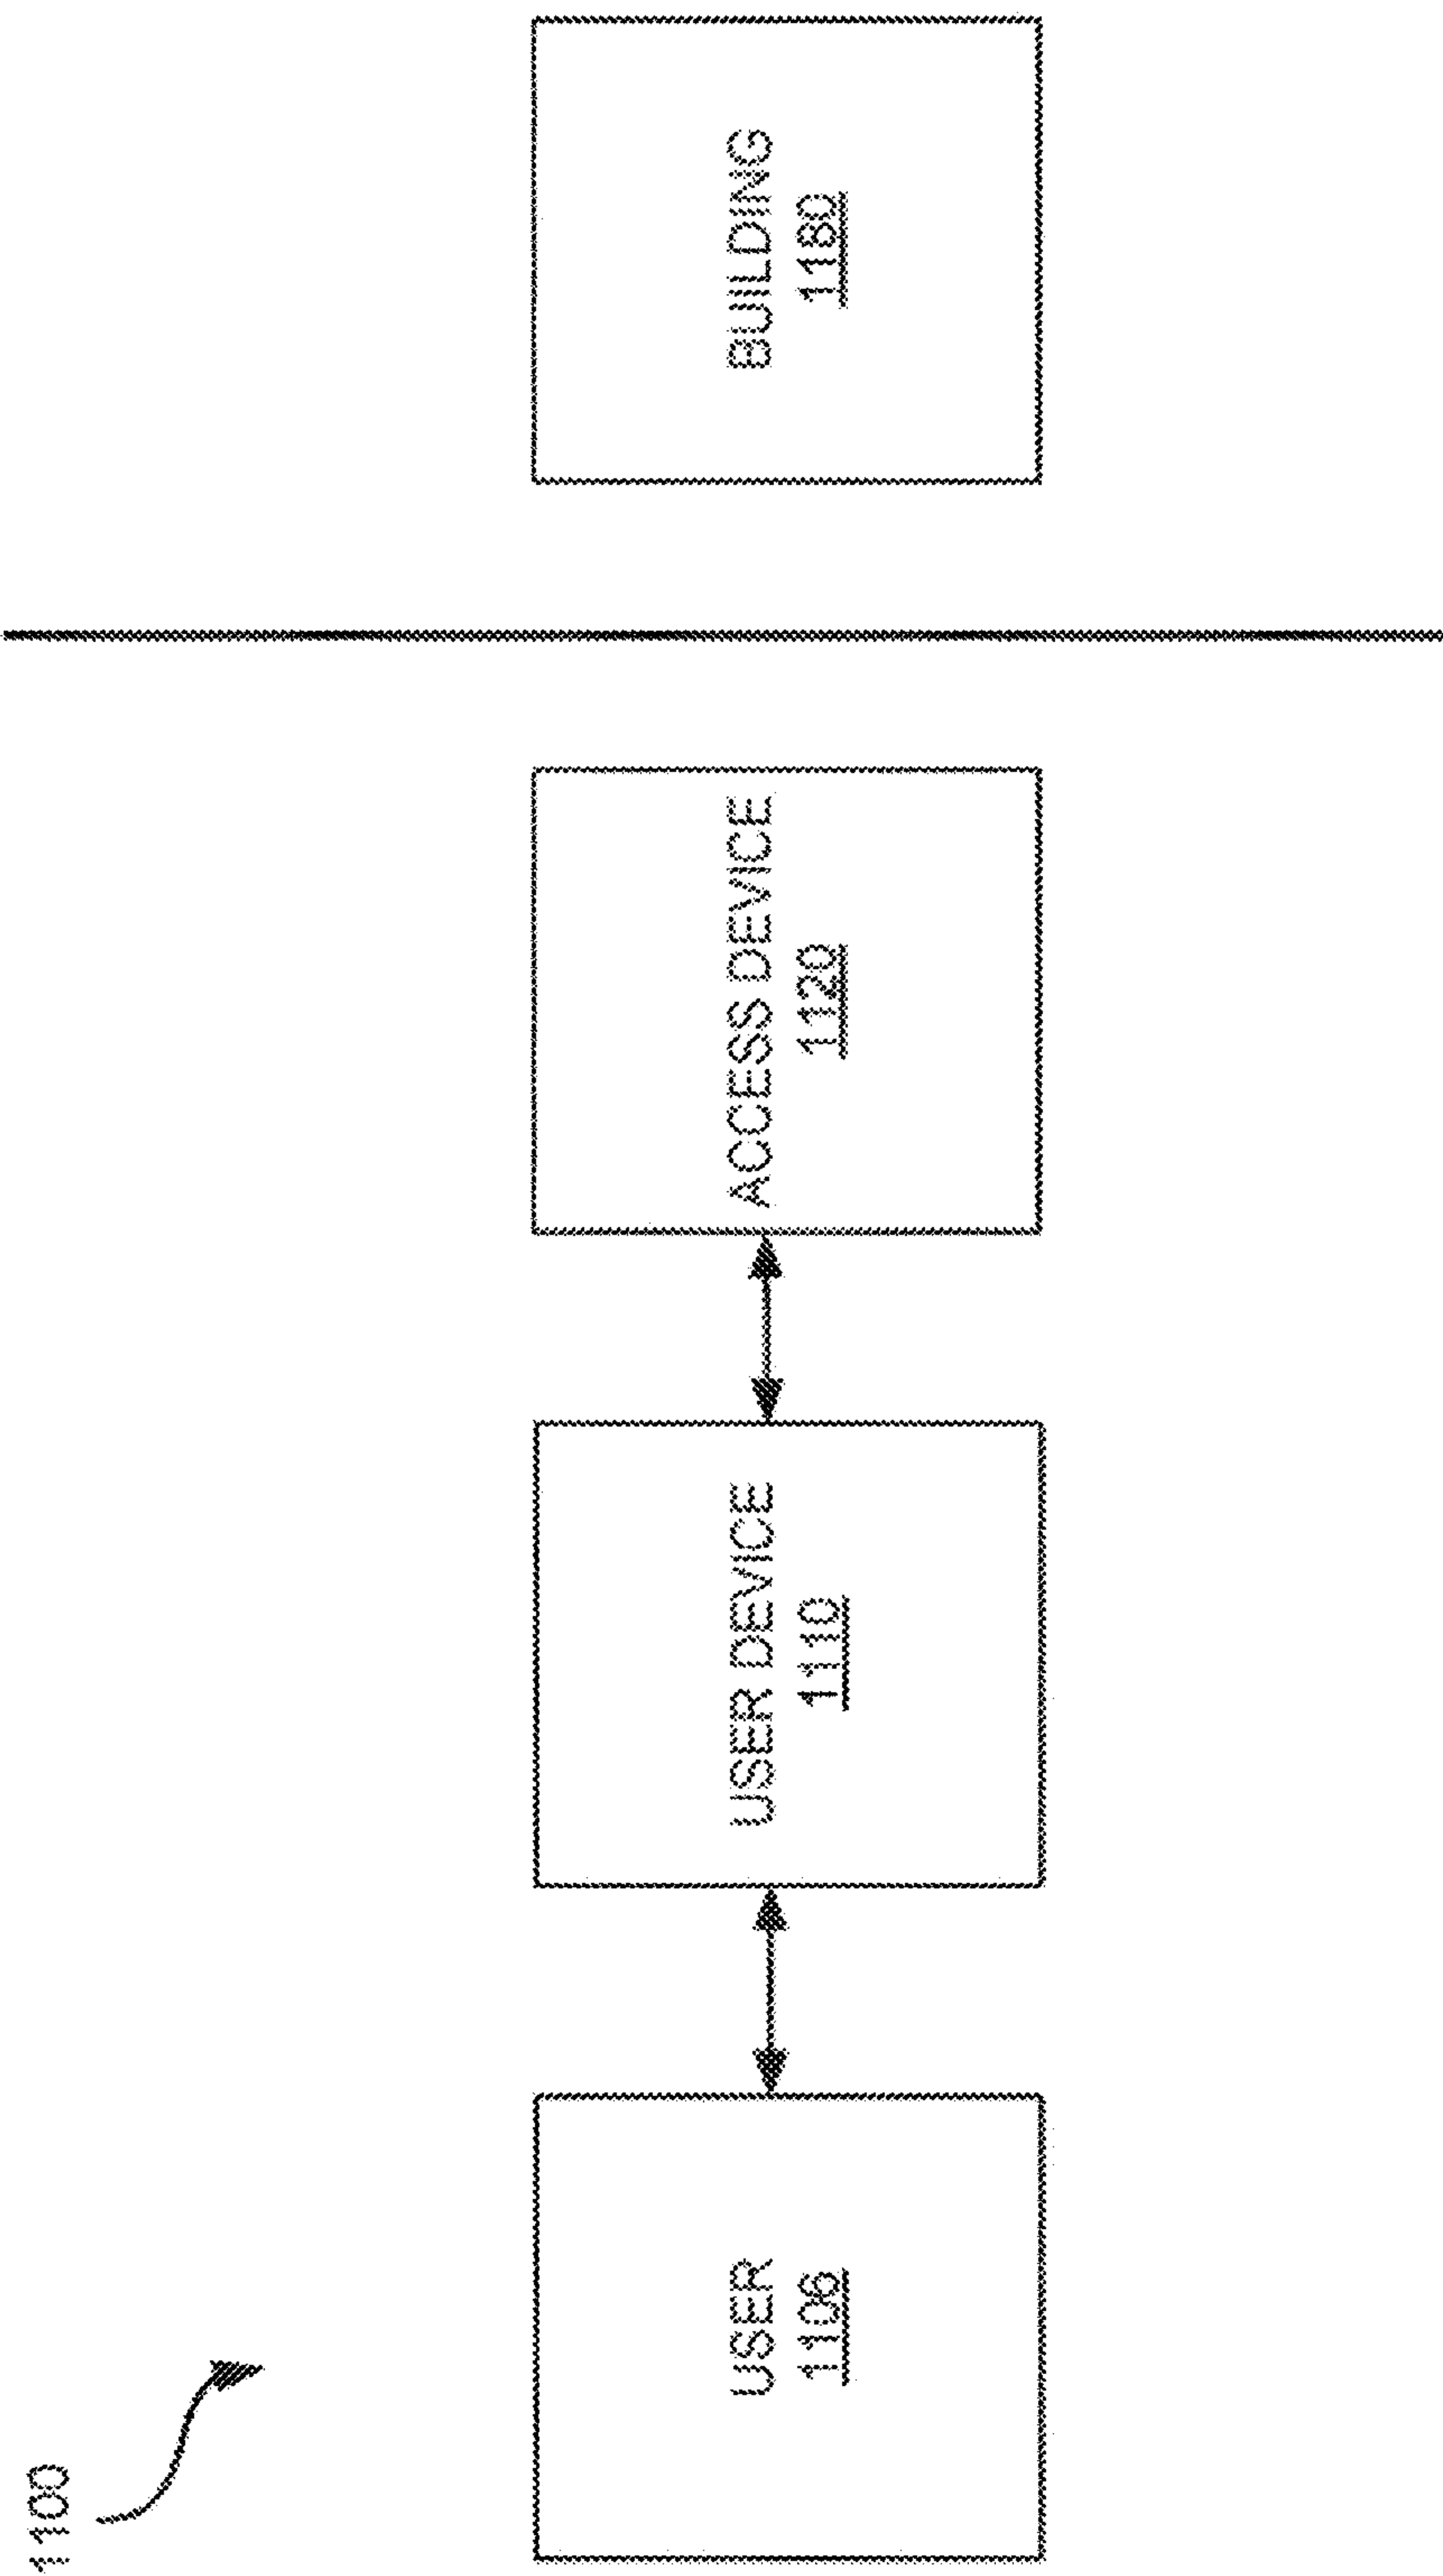 1100
USER
1106
USER DEVICE
1110
ACCESS DEVICE
1120
BUILDING
1180